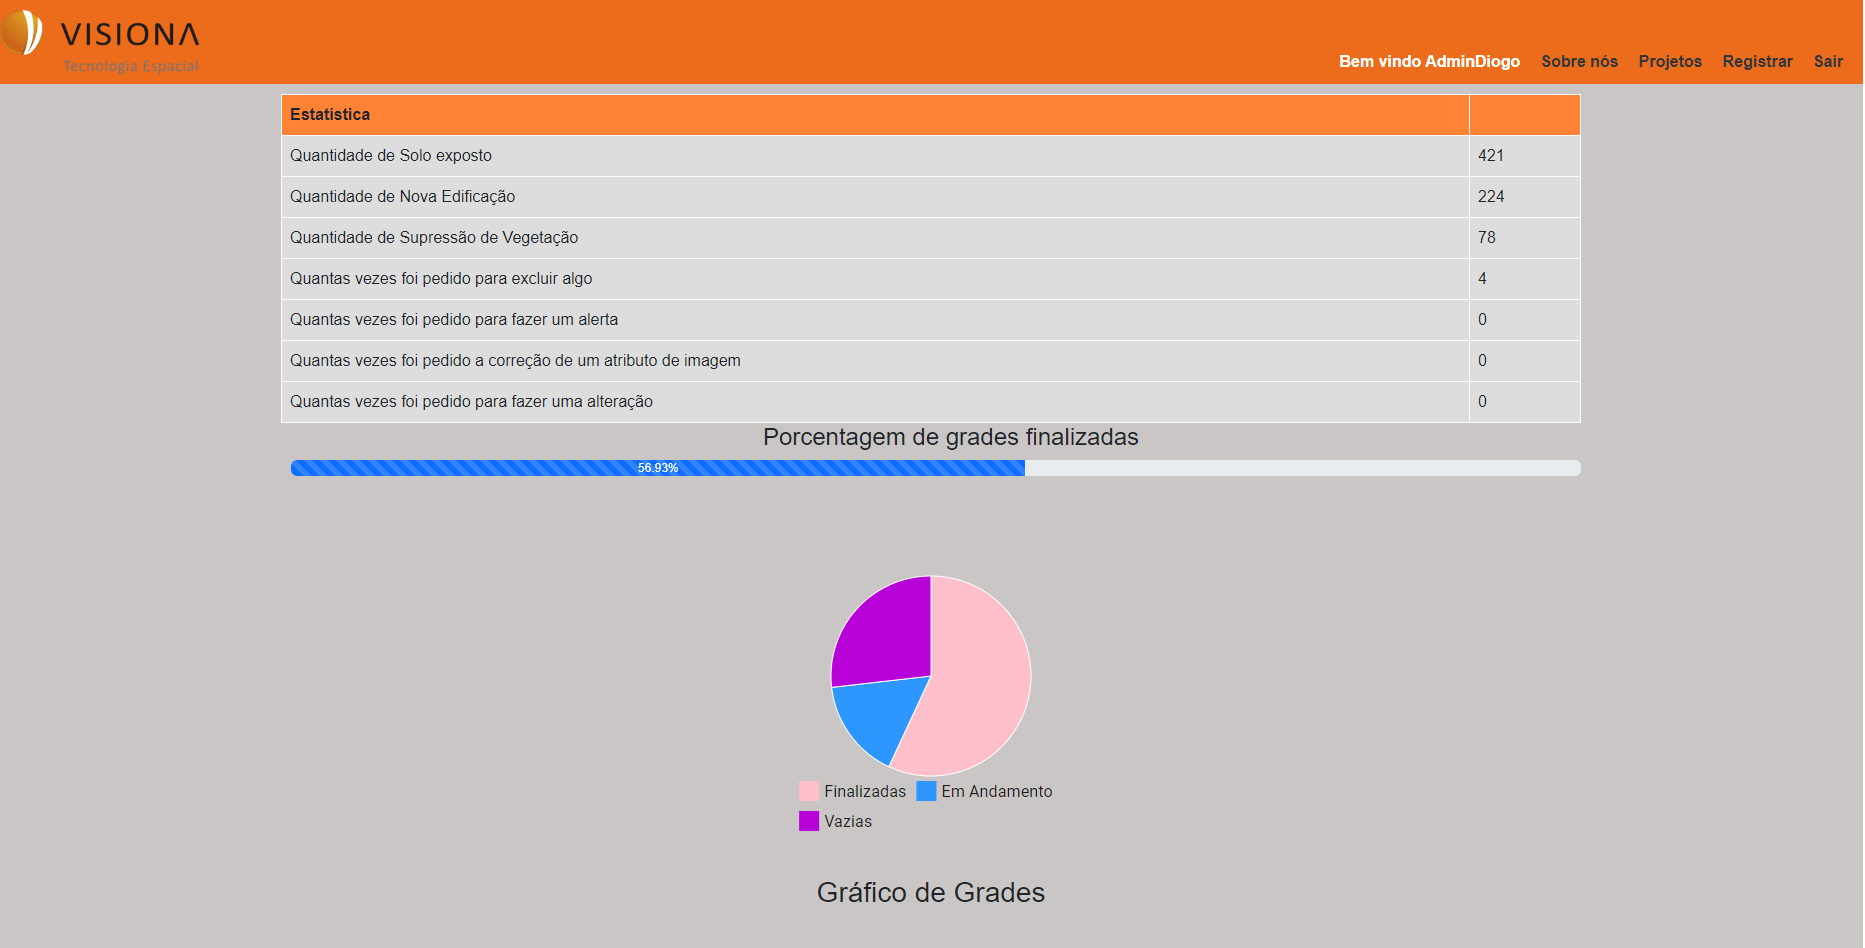 VISIONA
Tecnologia Espacial
Bem vindo AdminDiogo Sobre nós Projetos Registrar Sair
Estatística
Quantidade de Solo exposto 421
Quantidade de Nova Edificação 224
Quantidade de Supressão de Vegetação 78
Quantas vezes foi pedido para excluir algo 4
Quantas vezes foi pedido para fazer um alerta 0
Quantas vezes foi pedido a correção de um atributo de imagem 0
Quantas vezes foi pedido para fazer uma alteração 0
Porcentagem de grades finalizadas
56.93%
Finalizadas Em Andamento
Vazias
Gráfico de Grades